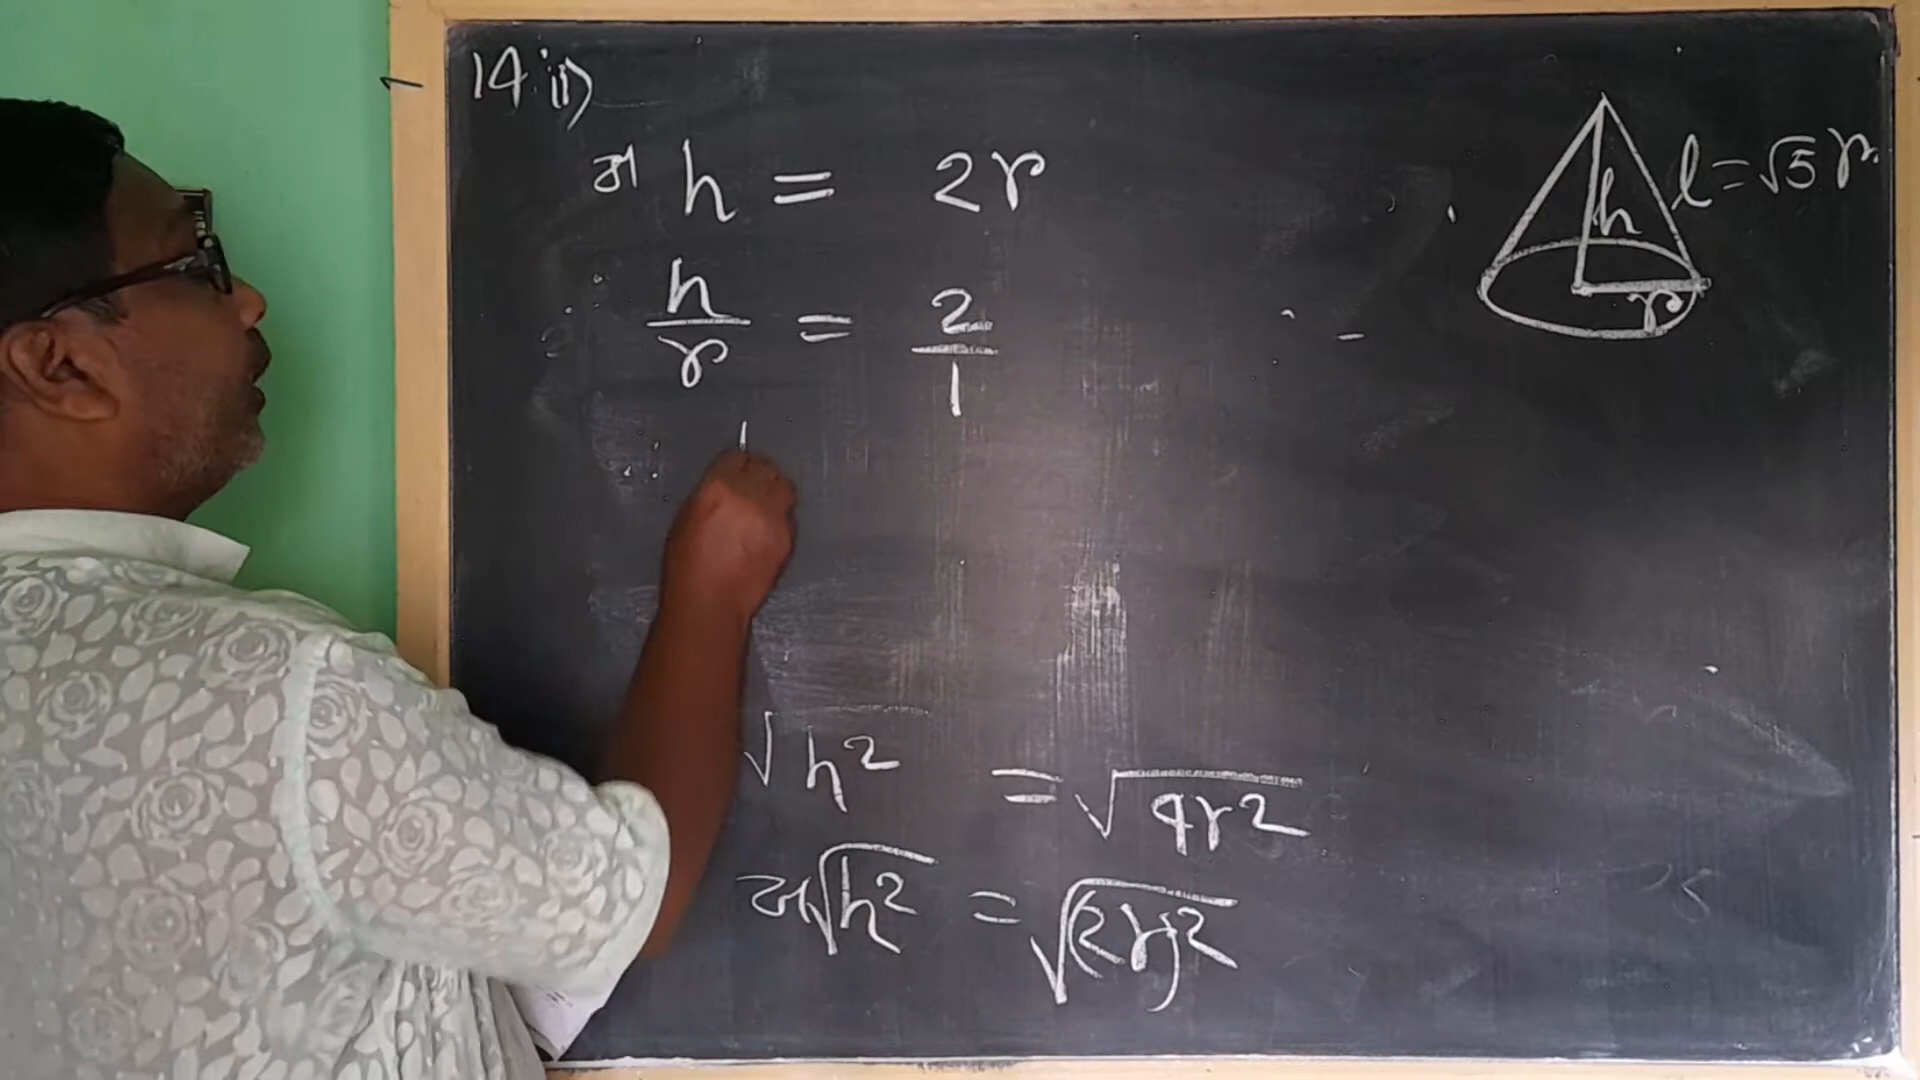 14. ii)
বা h = 2r
h/r = 2/1
∴
√h² = √4r²
বা √h² = √(2r)²
l = √5 r
h
r